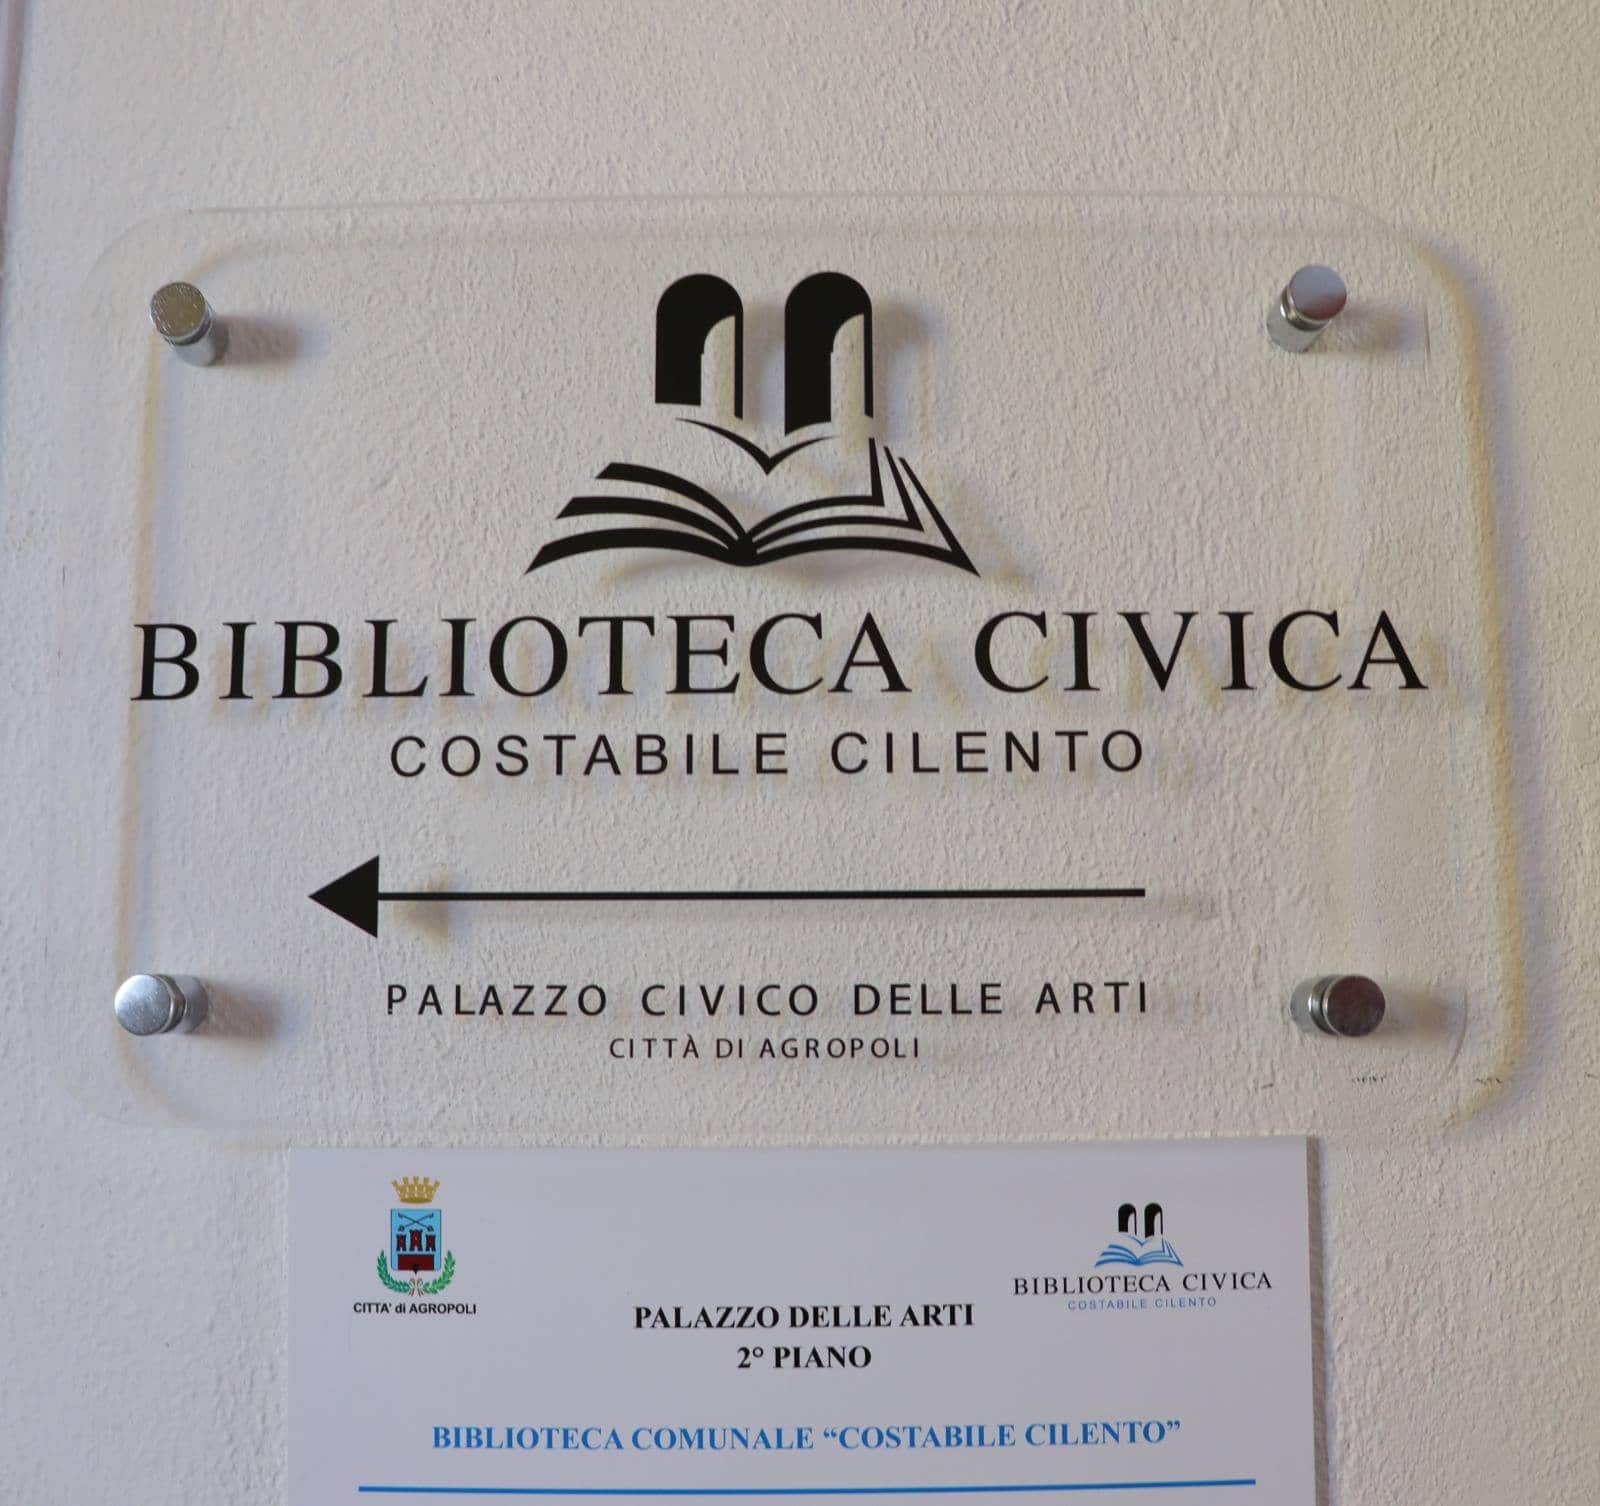 BIBLIOTECA CIVICA
COSTABILE CILENTO
PALAZZO CIVICO DELLE ARTI
CITTÀ DI AGROPOLI
CITTA' di AGROPOLI
BIBLIOTECA CIVICA
COSTABILE CILENTO
PALAZZO DELLE ARTI
2° PIANO
BIBLIOTECA COMUNALE “COSTABILE CILENTO”